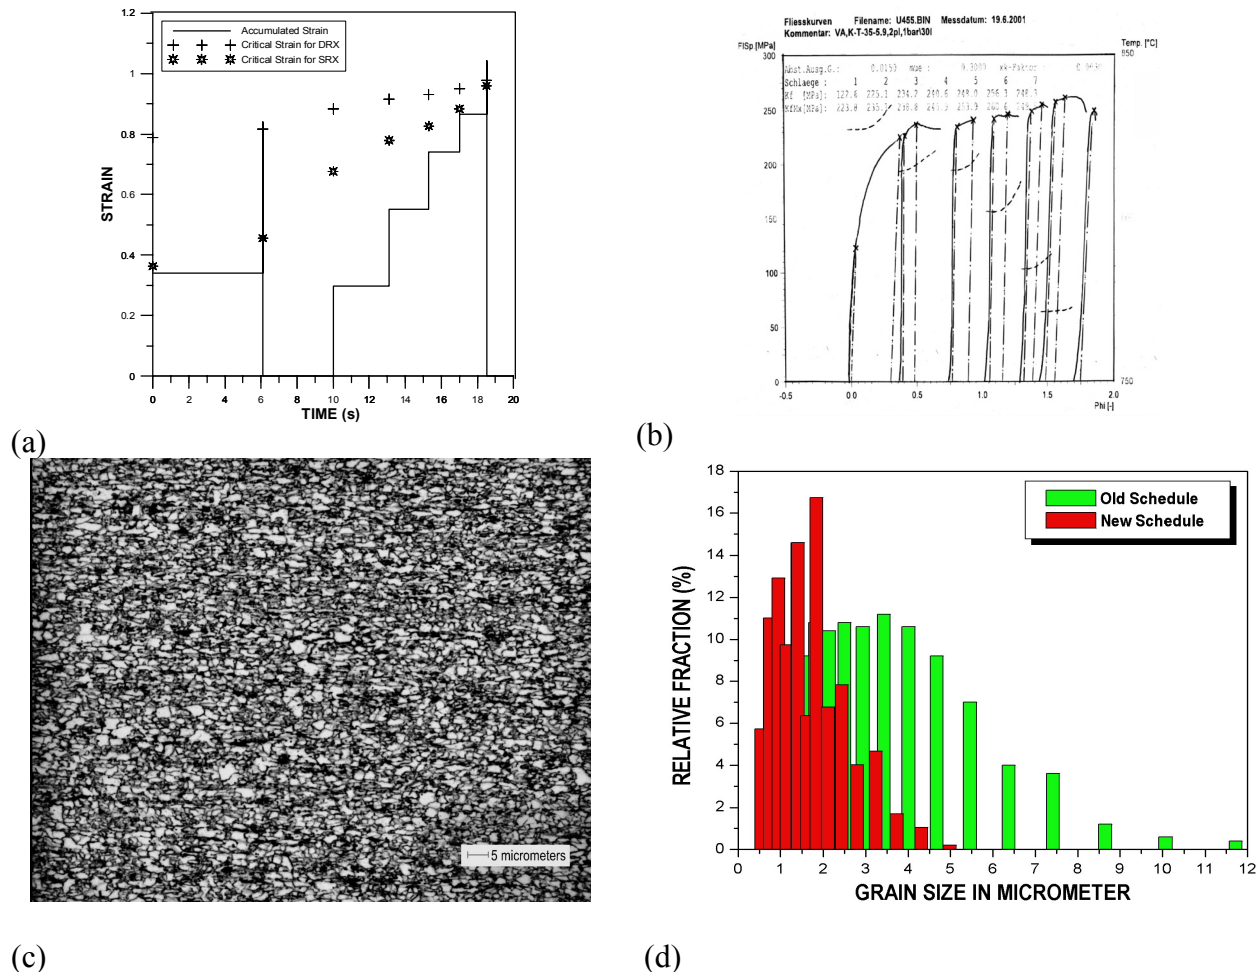 1.2
1
0.8
0.6
0.4
0.2
0
STRAIN
Accumulated Strain
Critical Strain for DRX
Critical Strain for SRX
0 2 4 6 8 10 12 14 16 18 20
TIME (s)
(a)
Fliesskurven Filename: U455.BIN Messdatum: 19.6.2001
Kommentar: VA,K-T-35-5.9,2pl,1bar\30l
FlSp.[MPa]
Temp. [°C]
300
250
200
150
100
50
0
850
750
Schlaege : 1 2 3 4 5 6 7
-0.5 0.0 0.5 1.0 1.5 2.0
Phi [-]
(b)
5 micrometers
(c)
18
16
14
12
10
8
6
4
2
0
RELATIVE FRACTION (%)
Old Schedule
New Schedule
0 1 2 3 4 5 6 7 8 9 10 11 12
GRAIN SIZE IN MICROMETER
(d)